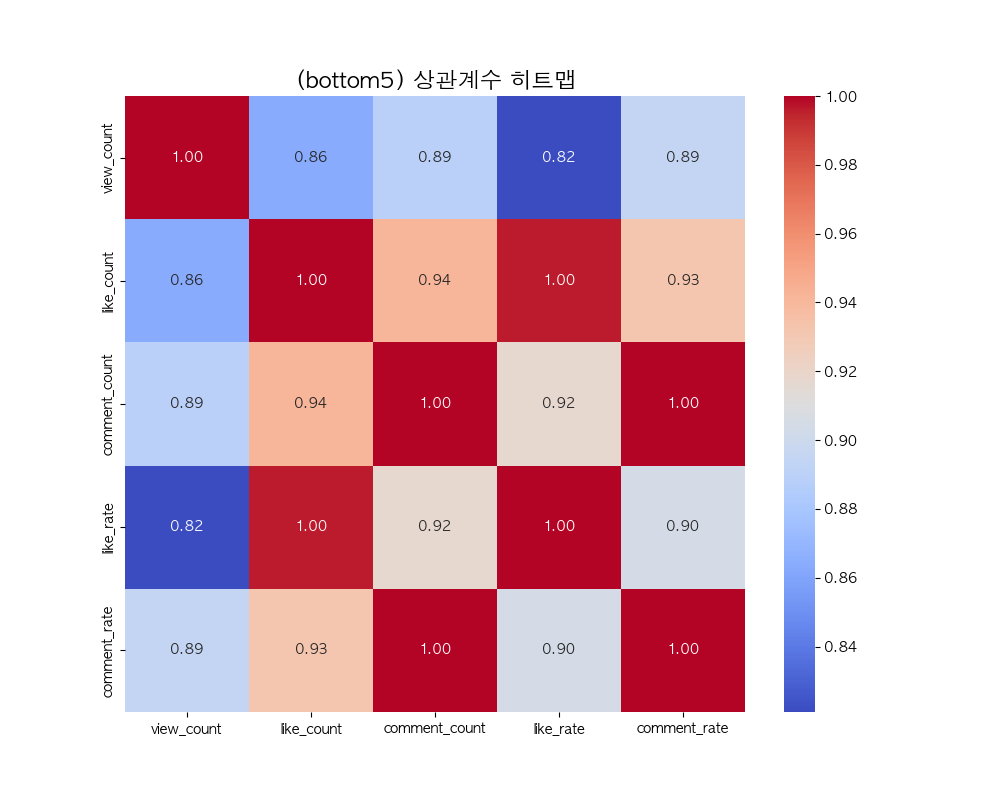 (bottom5) 상관계수 히트맵
view_count 1.00 0.86 0.89 0.82 0.89
like_count 0.86 1.00 0.94 1.00 0.93
comment_count 0.89 0.94 1.00 0.92 1.00
like_rate 0.82 1.00 0.92 1.00 0.90
comment_rate 0.89 0.93 1.00 0.90 1.00
view_count like_count comment_count like_rate comment_rate
1.00
0.98
0.96
0.94
0.92
0.90
0.88
0.86
0.84